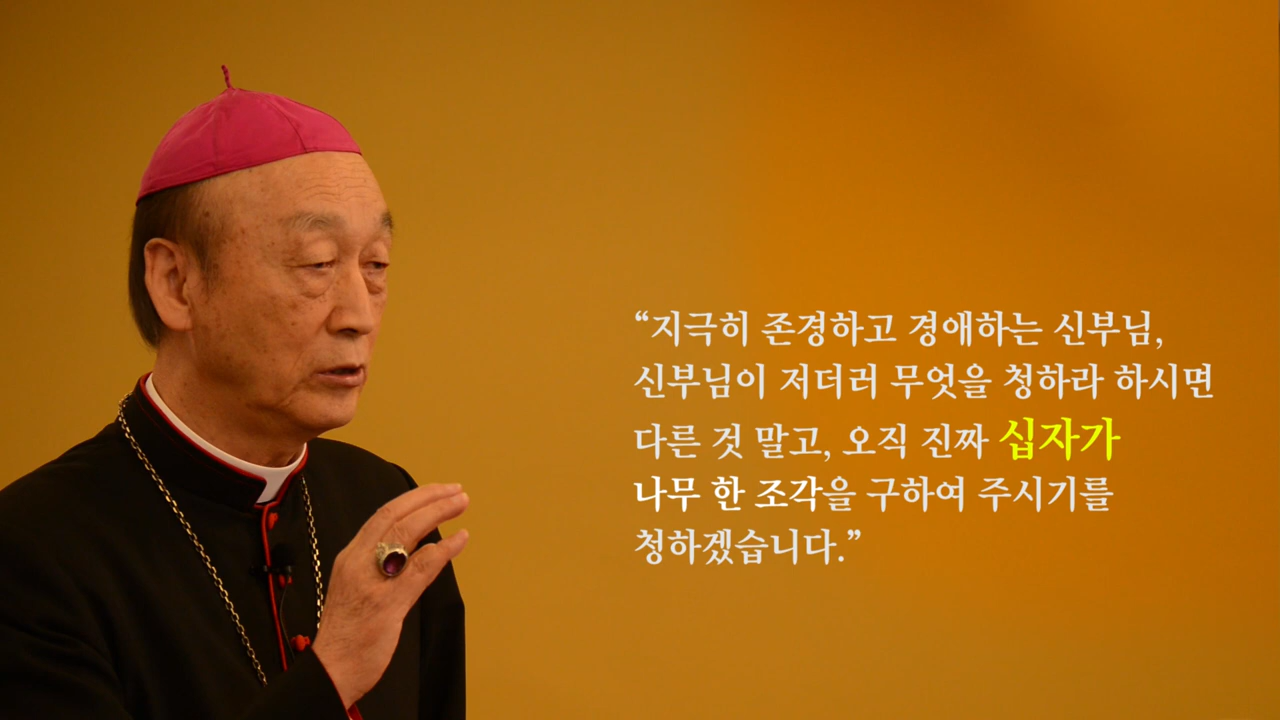 “지극히 존경하고 경애하는 신부님,
신부님이 저더러 무엇을 청하라 하시면
다른 것 말고, 오직 진짜 십자가
나무 한 조각을 구하여 주시기를
청하겠습니다.”